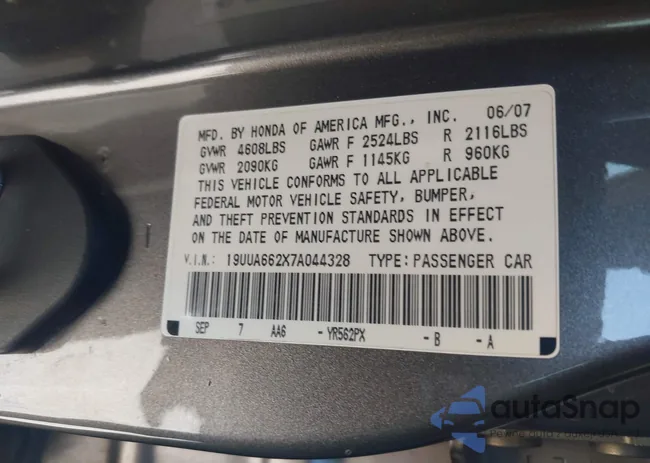 MFD. BY HONDA OF AMERICA MFG., INC. 06/07
GVWR 4608LBS GAWR F 2524LBS R 2116LBS
GVWR 2090KG GAWR F 1145KG R 960KG
THIS VEHICLE CONFORMS TO ALL APPLICABLE
FEDERAL MOTOR VEHICLE SAFETY, BUMPER,
AND THEFT PREVENTION STANDARDS IN EFFECT
ON THE DATE OF MANUFACTURE SHOWN ABOVE.
V.I.N.: 19UUA662X7A044328 TYPE: PASSENGER CAR
SEP 7 AA6 -YR562PX -B -A
autoSnap